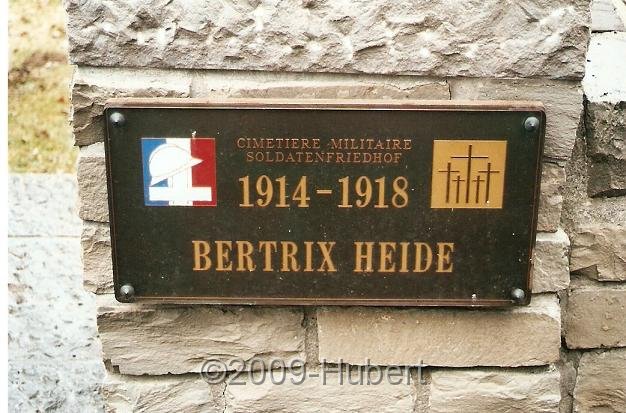 CIMETIERE MILITAIRE
SOLDATENFRIEDHOF
1914-1918
BERTRIX HEIDE
©2009-Hubert